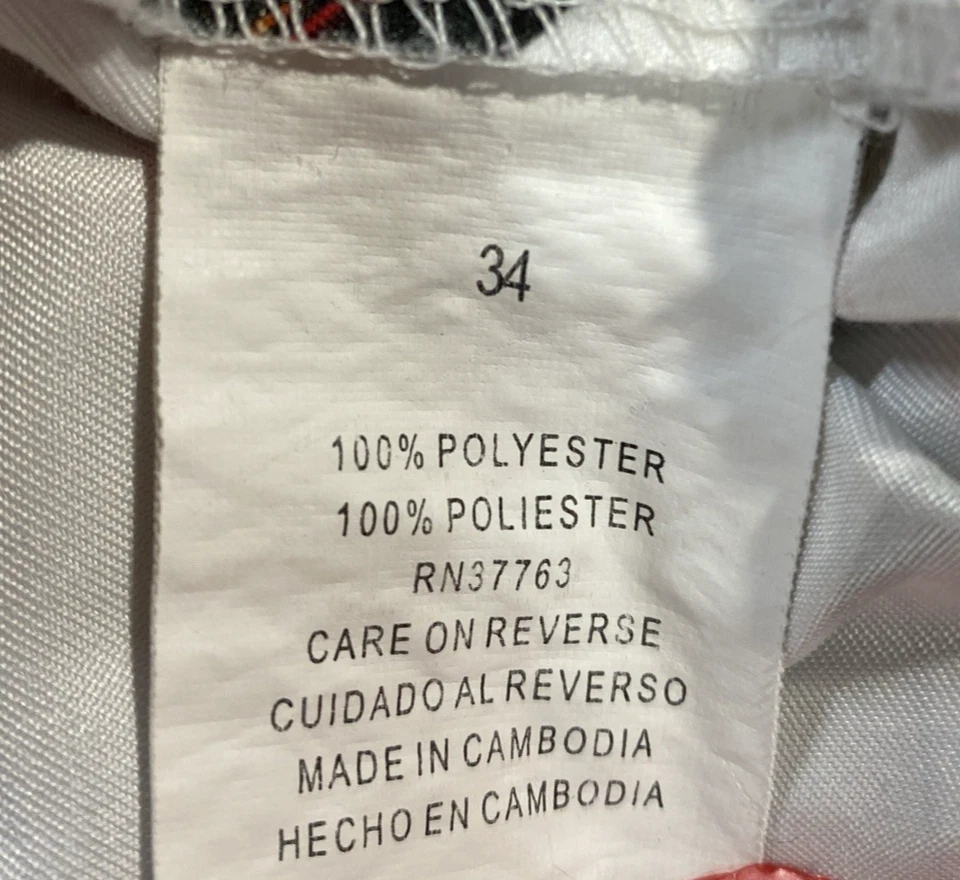 34
100% POLYESTER
100% POLIESTER
RN37763
CARE ON REVERSE
CUIDADO AL REVERSO
MADE IN CAMBODIA
HECHO EN CAMBODIA